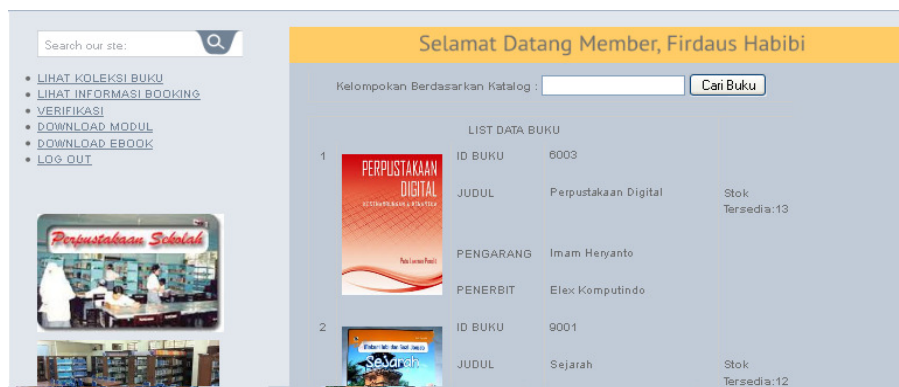 Search our ste:
Selamat Datang Member, Firdaus Habibi
LIHAT KOLEKSI BUKU
LIHAT INFORMASI BOOKING
VERIFIKASI
DOWNLOAD MODUL
DOWNLOAD EBOOK
LOG OUT
Perpustakaan Sekolah
Kelompokan Berdasarkan Katalog :
Cari Buku
LIST DATA BUKU
1
PERPUSTAKAAN
DIGITAL
ID BUKU 6003
JUDUL Perpustakaan Digital
Stok
Tersedia:13
PENGARANG Imam Heryanto
PENERBIT Elex Komputindo
2
Sejarah
ID BUKU 9001
JUDUL Sejarah
Stok
Tersedia:12